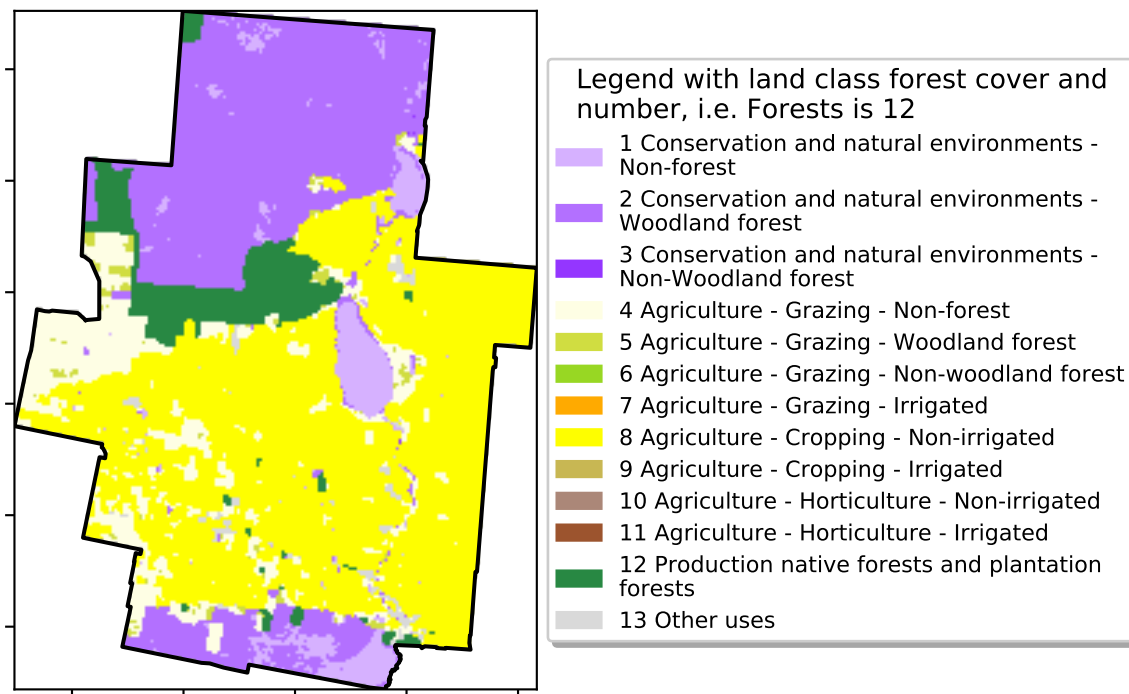 Legend with land class forest cover and
number, i.e. Forests is 12
1 Conservation and natural environments -
Non-forest
2 Conservation and natural environments -
Woodland forest
3 Conservation and natural environments -
Non-Woodland forest
4 Agriculture - Grazing - Non-forest
5 Agriculture - Grazing - Woodland forest
6 Agriculture - Grazing - Non-woodland forest
7 Agriculture - Grazing - Irrigated
8 Agriculture - Cropping - Non-irrigated
9 Agriculture - Cropping - Irrigated
10 Agriculture - Horticulture - Non-irrigated
11 Agriculture - Horticulture - Irrigated
12 Production native forests and plantation
forests
13 Other uses